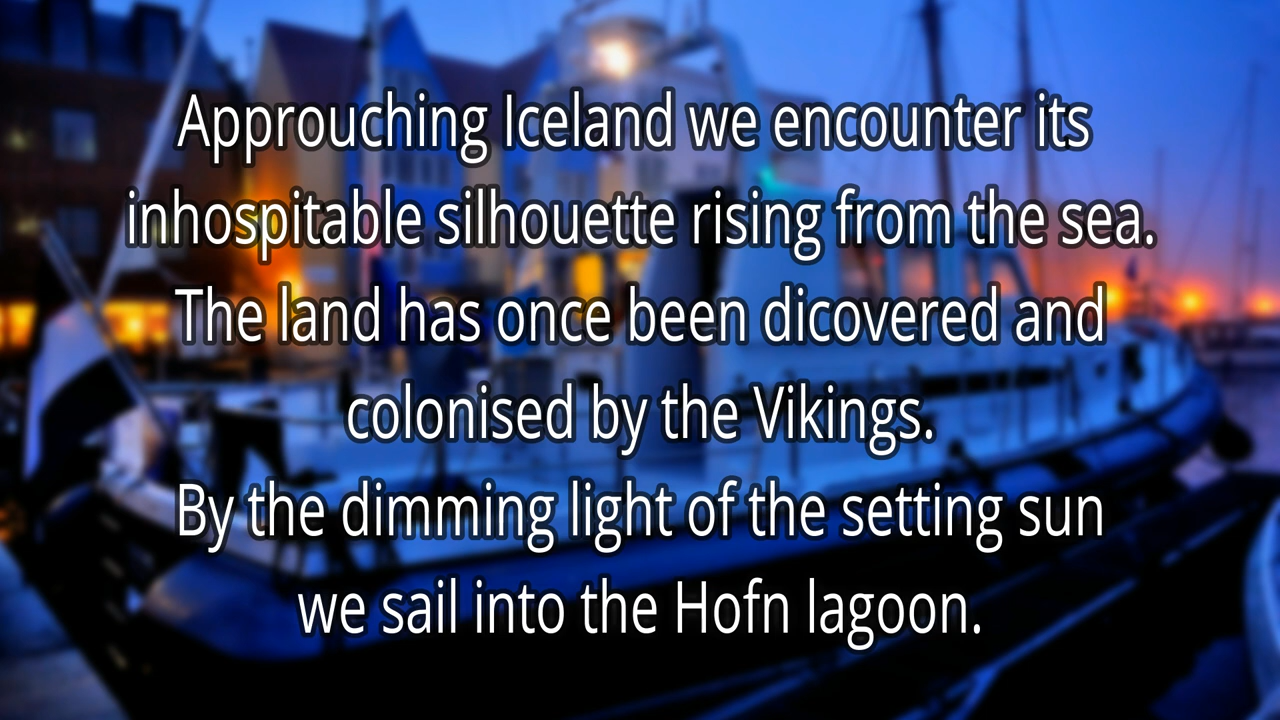 Approuching Iceland we encounter its
inhospitable silhouette rising from the sea.
The land has once been dicovered and
colonised by the Vikings.
By the dimming light of the setting sun
we sail into the Hofn lagoon.